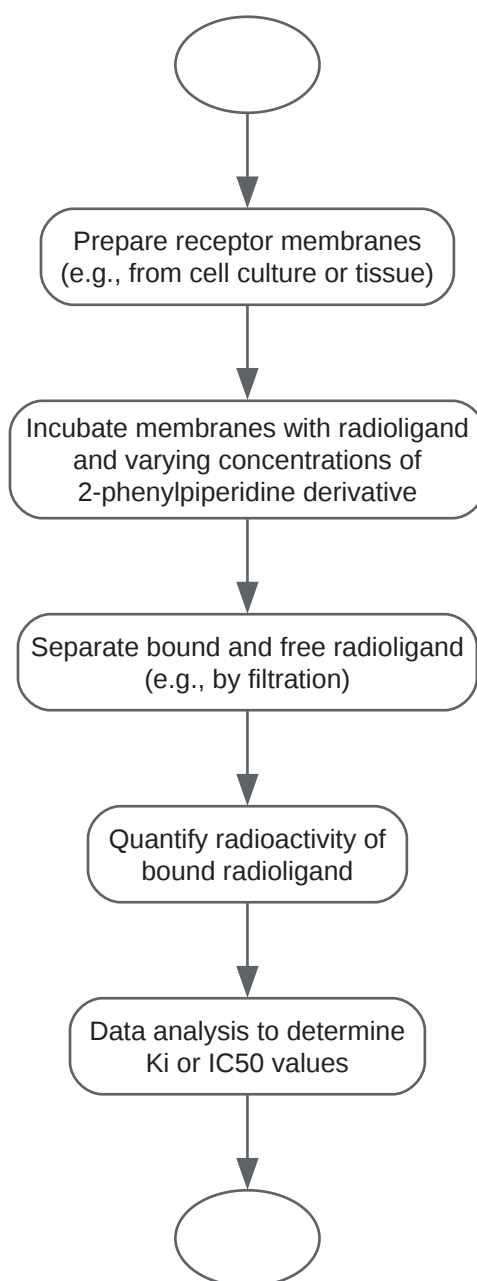 Prepare receptor membranes
(e.g., from cell culture or tissue)
Incubate membranes with radioligand
and varying concentrations of
2-phenylpiperidine derivative
Separate bound and free radioligand
(e.g., by filtration)
Quantify radioactivity of
bound radioligand
Data analysis to determine
Ki or IC50 values